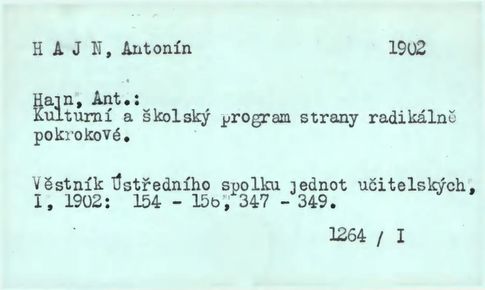 H A J N, Antonín 1902
Hajn, Ant.:
Kulturní a školský program strany radikálně
pokrokové.
Věstník Ústředního spolku jednot učitelských,
I, 1902: 154 - 156, 347 - 349.
1264 / I